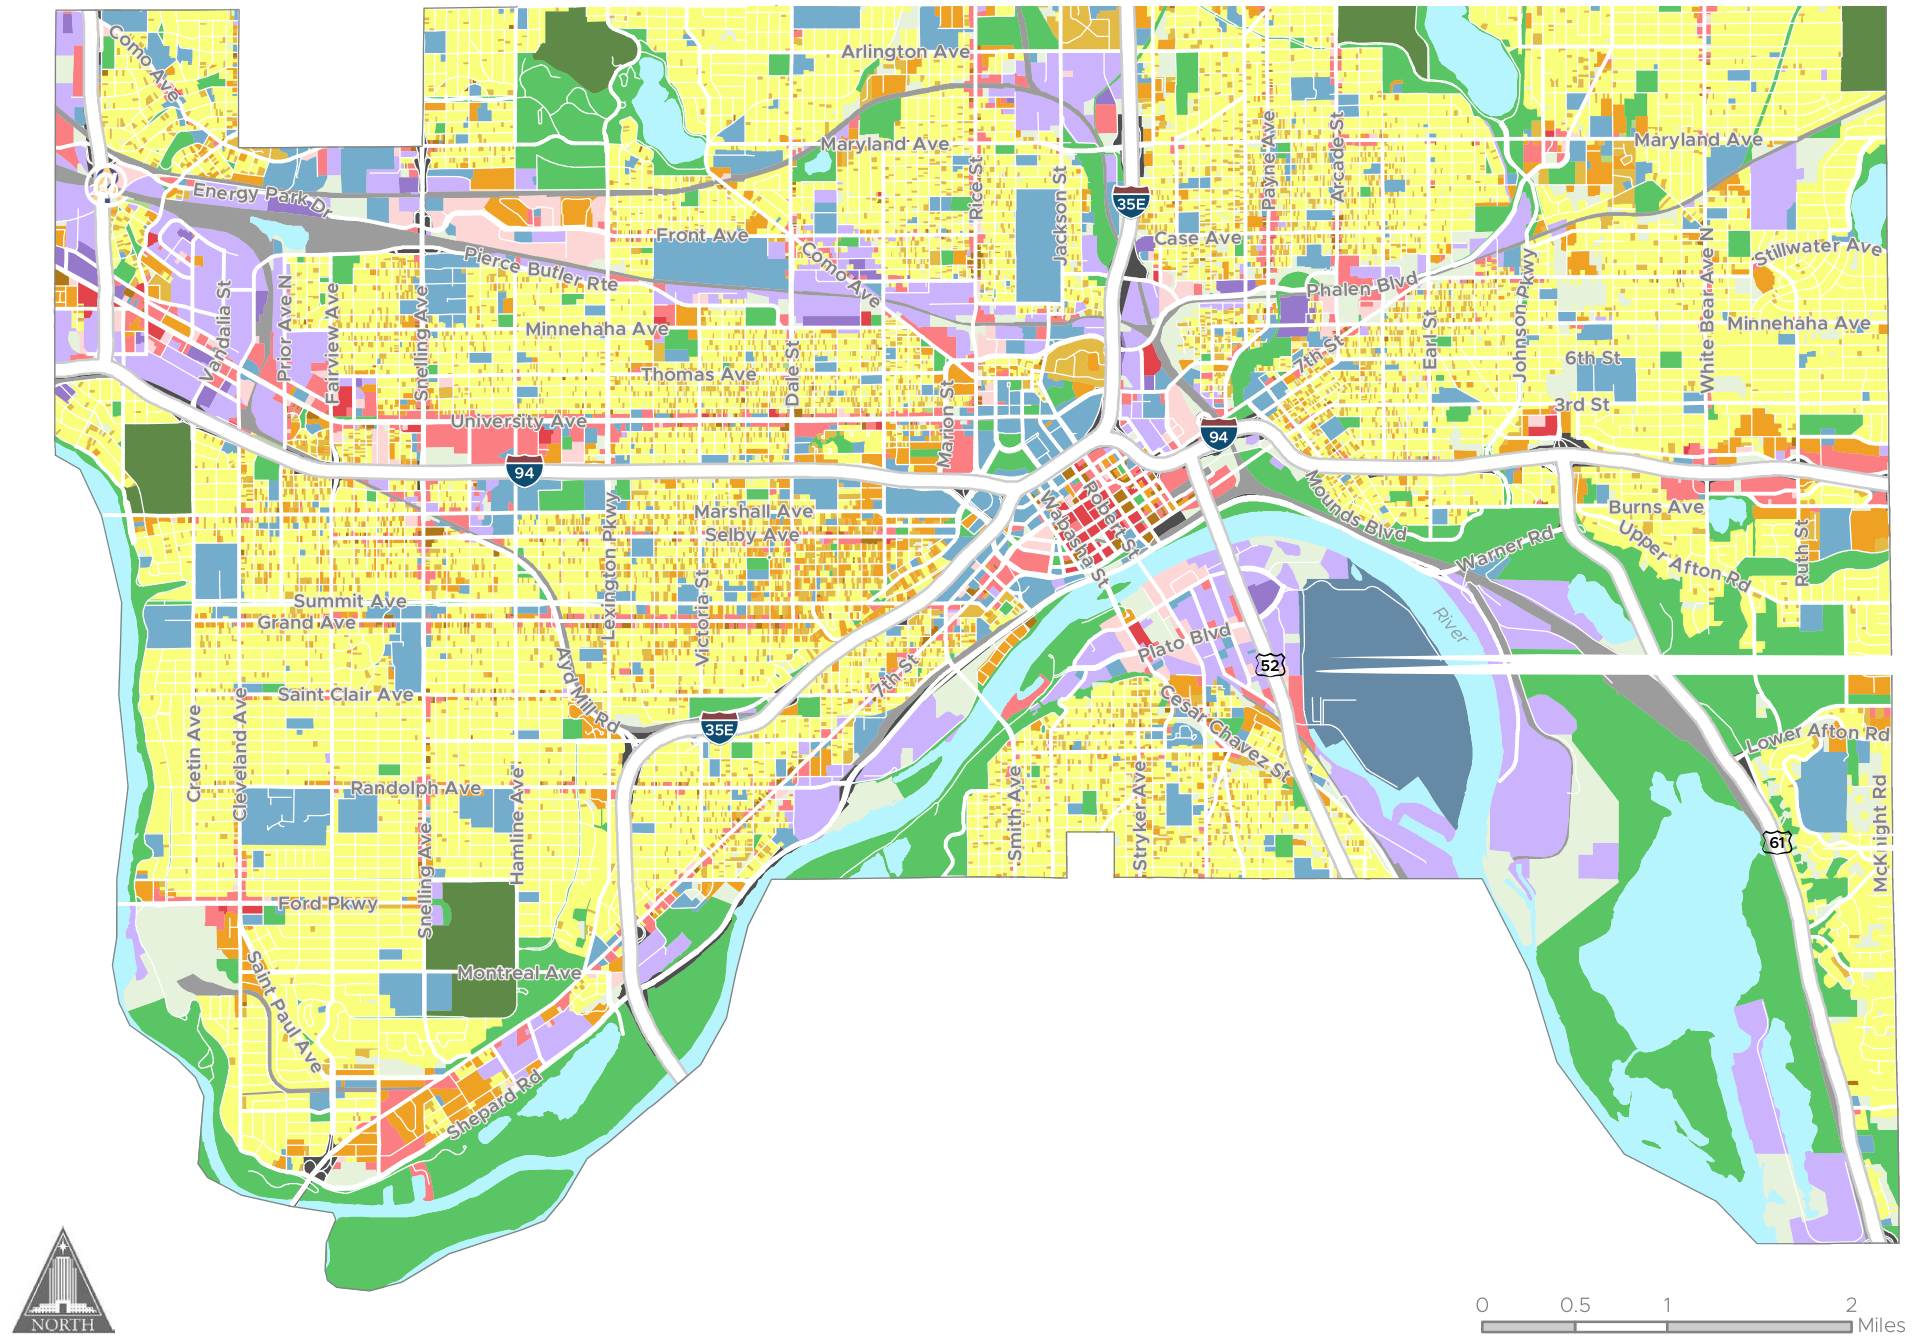 Como Ave
Arlington Ave
Maryland Ave
Maryland Ave
Energy Park Dr
Rice St
Jackson St
35E
Payne Ave
Arcade St
Front Ave
Case Ave
Pierce Butler Rte
Como Ave
Phalen Blvd
Stillwater Ave
Vandalia St
Prior Ave N
Fairview Ave
Snelling Ave
Minnehaha Ave
Dale St
7th St
Earl St
Johnson Pkwy
White Bear Ave N
Minnehaha Ave
6th St
Thomas Ave
Marion St
3rd St
University Ave
94
94
Marshall Ave
Selby Ave
Lexington Pkwy
Victoria St
Wabasha St
Robert St
Mounds Blvd
Burns Ave
Upper Afton Rd
Warner Rd
Ruth St
Summit Ave
Grand Ave
River
Plato Blvd
52
Ayd Mill Rd
7th St
Saint Clair Ave
Cesar Chavez St
35E
Cretin Ave
Cleveland Ave
Lower Afton Rd
Randolph Ave
Snelling Ave
Hamline Ave
Smith Ave
Stryker Ave
61
McKnight Rd
Ford Pkwy
Saint Paul Ave
Montreal Ave
Shepard Rd
NORTH
0 0.5 1 2
Miles